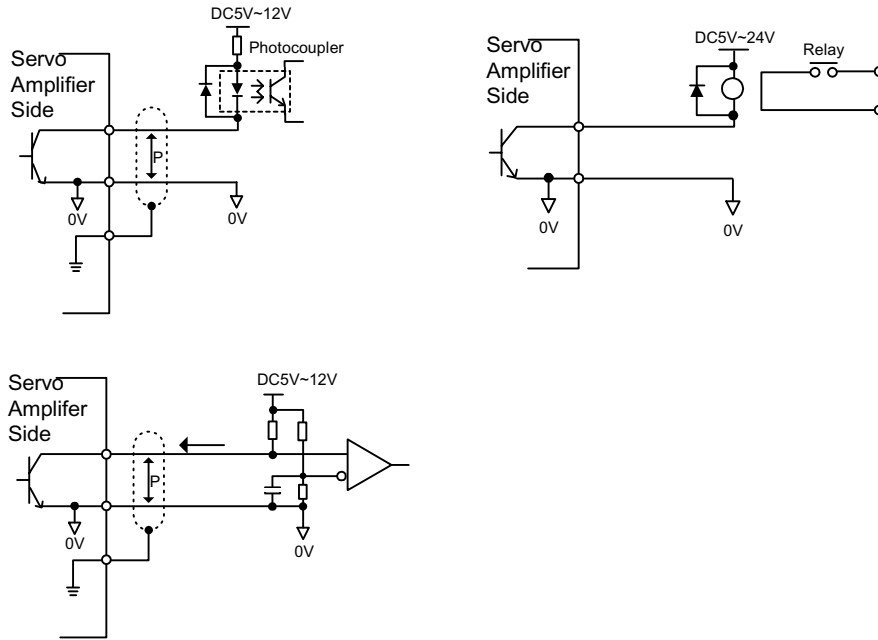 DC5V~12V
Photocoupler
Servo
Amplifier
Side
P
0V
0V
DC5V~24V
Relay
Servo
Amplifier
Side
0V
0V
DC5V~12V
Servo
Amplifer
Side
P
0V
0V